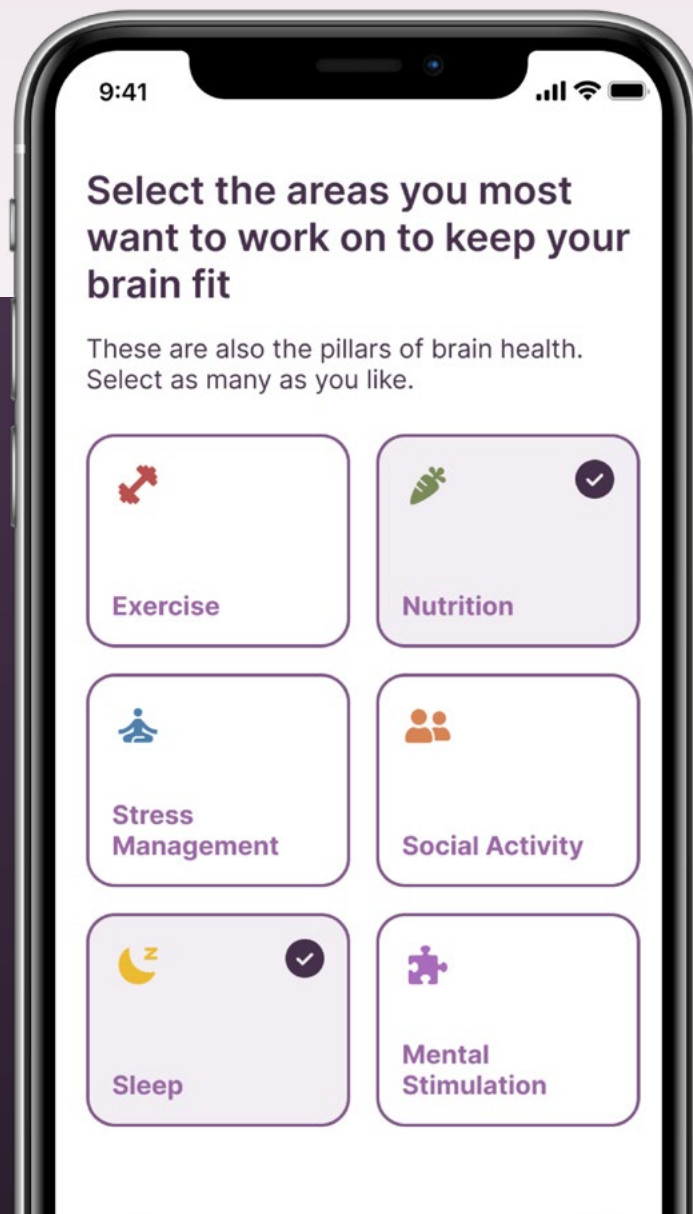 9:41
Select the areas you most
want to work on to keep your
brain fit
These are also the pillars of brain health.
Select as many as you like.
Exercise
Nutrition
Stress
Management
Social Activity
Sleep
Mental
Stimulation